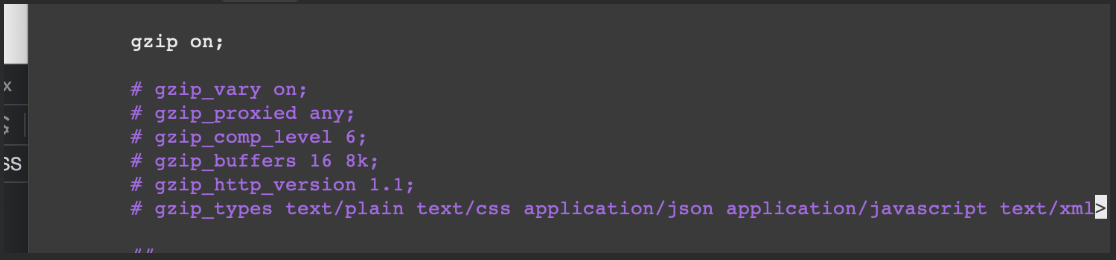 gzip on;
x
# gzip_vary on;
# gzip_proxied any;
# gzip_comp_level 6;
SS
# gzip_buffers 16 8k;
# gzip_http_version 1.1;
# gzip_types text/plain text/css application/json application/javascript text/xml>
##